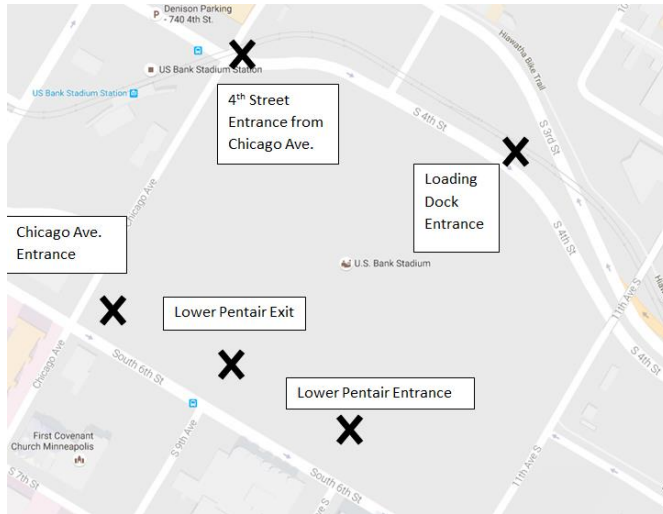 Denison Parking
- 740 4th St.
P
US Bank Stadium Station
US Bank Stadium Station
4th Street
Entrance from
Chicago Ave.
Hiawatha Bike Trail
S 3rd St
S 4th St
Loading
Dock
Entrance
S 4th St
Chicago Ave
Chicago Ave.
Entrance
U.S. Bank Stadium
11th Ave S
Lower Pentair Exit
S 4th St
Chicago Ave
South 6th St
Lower Pentair Entrance
First Covenant
Church Minneapolis
S 9th Ave
11th Ave S
S 7th St
South 6th St